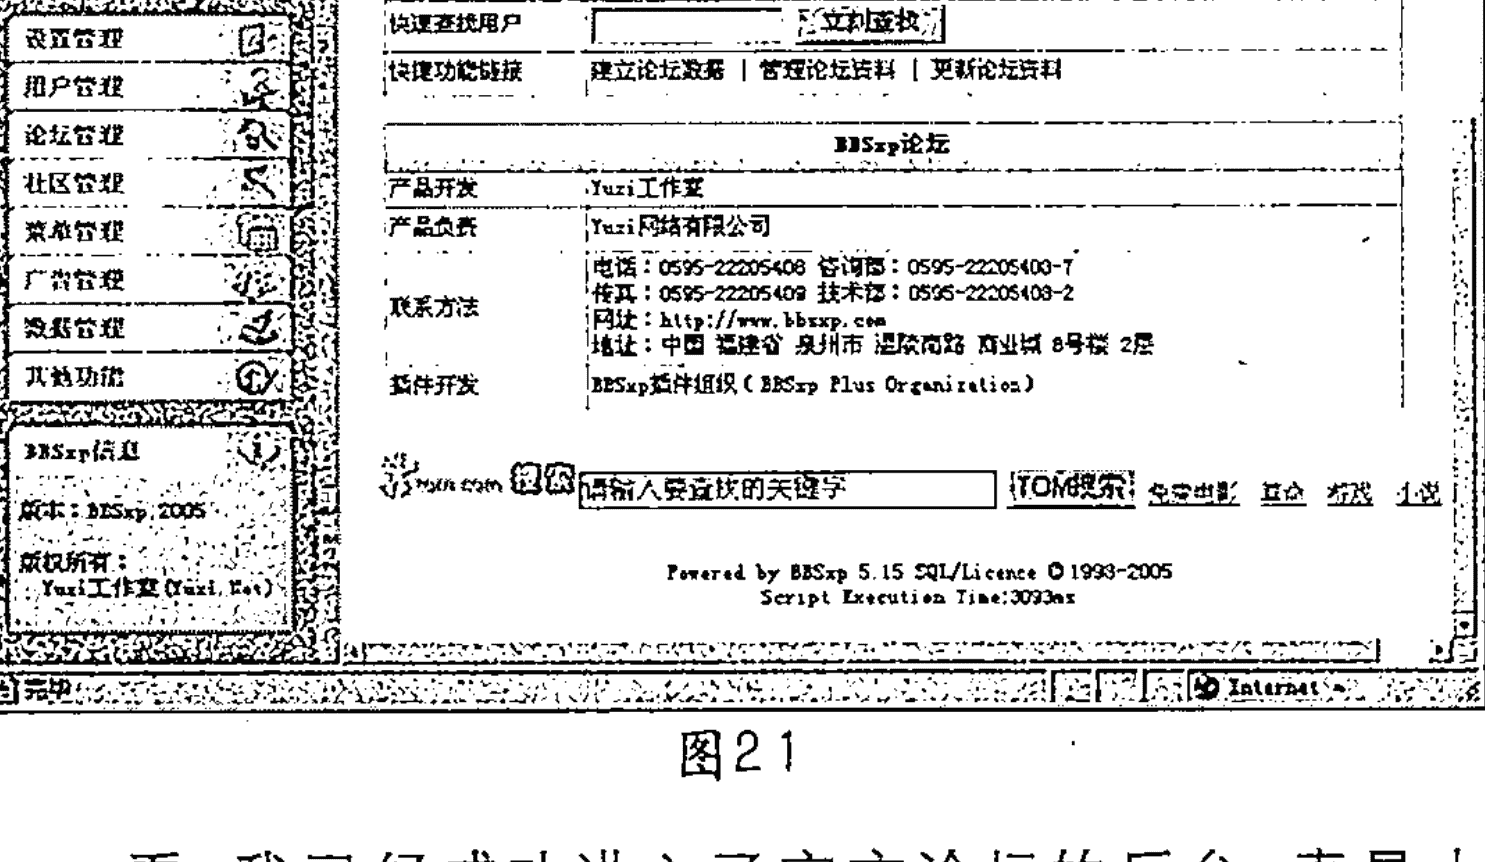 设置管理
用户管理
论坛管理
社区管理
菜单管理
广告管理
数据管理
其他功能
BBSxp信息
版本：BBSxp 2005
版权所有：
Yuzi工作室(Yuzi.Net)
快速查找用户 立刻查找
快捷功能链接 建立论坛数据 | 管理论坛资料 | 更新论坛资料
BBSxp论坛
产品开发 Yuzi工作室
产品负责 Yuzi网络有限公司
联系方法
电话：0595-22205408 咨询部：0595-22205408-7
传真：0595-22205409 技术部：0595-22205408-2
网址：http://www.bbsxp.com
地址：中国 福建省 泉州市 温陵南路 商业城 8号楼 2层
插件开发 BBSxp插件组织（BBSxp Plus Organization）
tom.com 搜索 请输入要查找的关键字 TOM搜索 免费电影 游戏 小说
Powered by BBSxp 5.15 SQL/Licence © 1998-2005
Script Execution Time:3093ms
完毕 Internet
图21